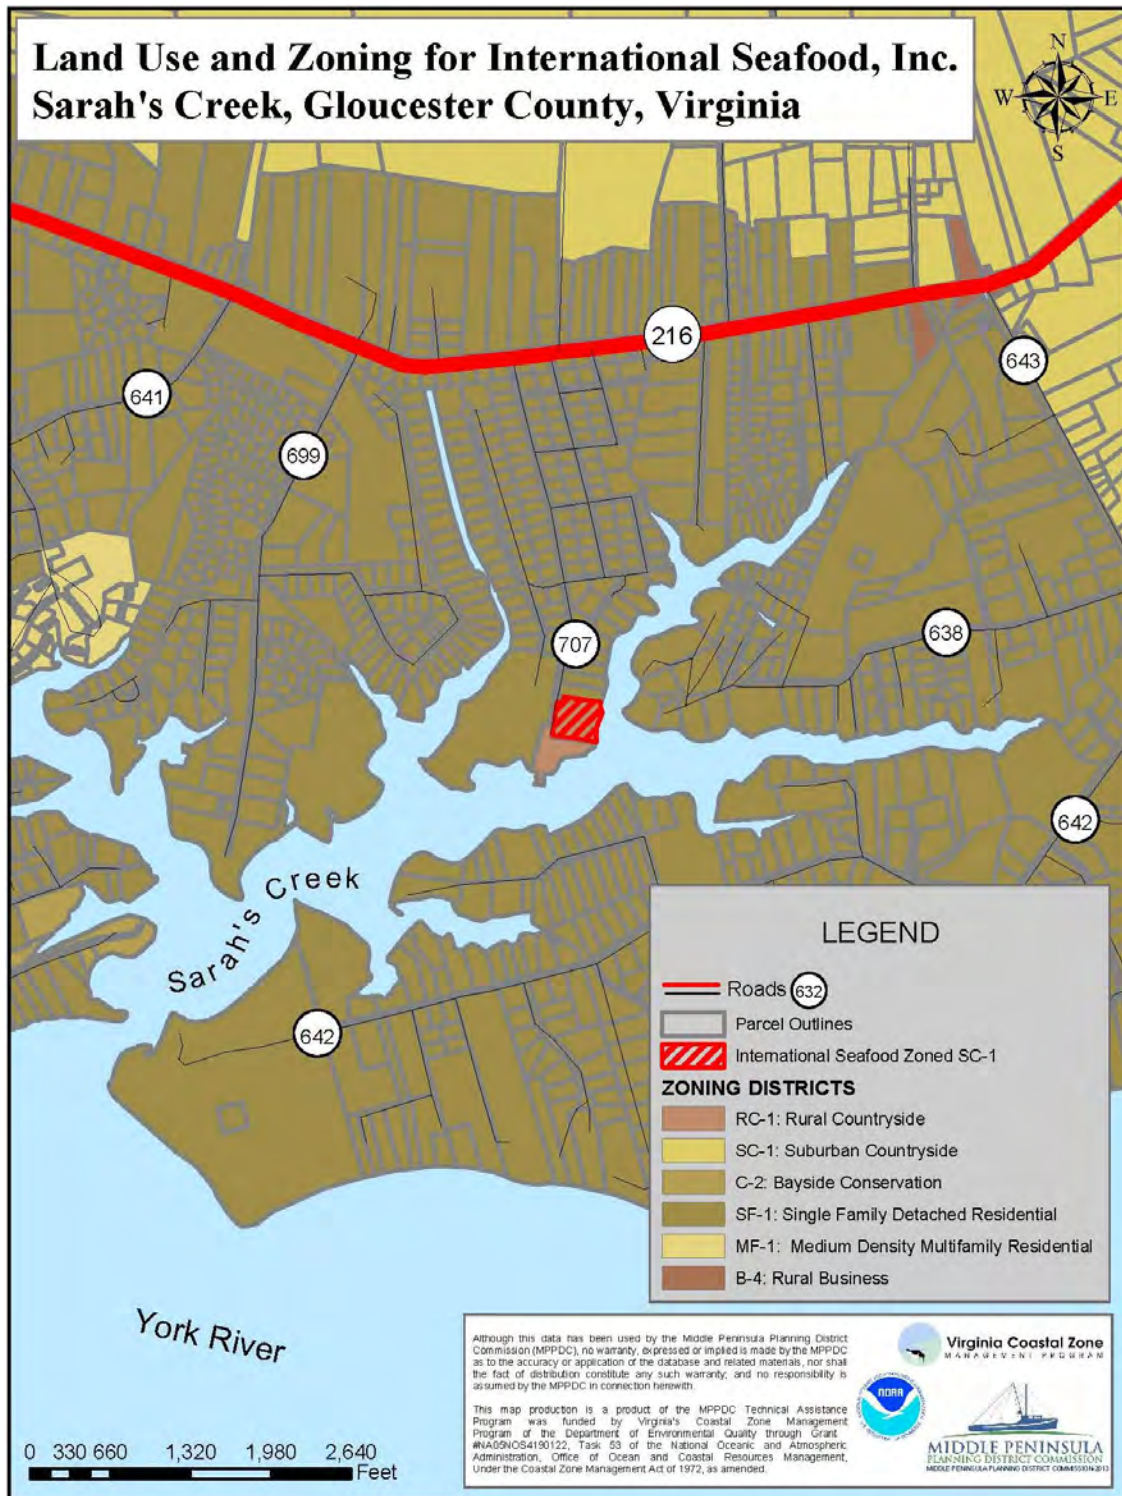 Land Use and Zoning for International Seafood, Inc.
Sarah's Creek, Gloucester County, Virginia
N
W E
S
216
643
641
699
707
638
642
Sarah's Creek
642
York River
LEGEND
Roads 632
Parcel Outlines
International Seafood Zoned SC-1
ZONING DISTRICTS
RC-1: Rural Countryside
SC-1: Suburban Countryside
C-2: Bayside Conservation
SF-1: Single Family Detached Residential
MF-1: Medium Density Multifamily Residential
B-4: Rural Business
0 330 660 1,320 1,980 2,640
Feet
Although this data has been used by the Middle Peninsula Planning District
Commission (MPPDC), no warranty, expressed or implied is made by the MPPDC
as to the accuracy or application of the database and related materials, nor shall
the fact of distribution constitute any such warranty, and no responsibility is
assumed by the MPPDC in connection herewith.
This map production is a product of the MPPDC Technical Assistance
Program was funded by Virginia's Coastal Zone Management
Program of the Department of Environmental Quality through Grant
#NA05NOS4190122, Task 53 of the National Oceanic and Atmospheric
Administration, Office of Ocean and Coastal Resources Management,
Under the Coastal Zone Management Act of 1972, as amended.
Virginia Coastal Zone
MANAGEMENT PROGRAM
NOAA
MIDDLE PENINSULA
PLANNING DISTRICT COMMISSION
MIDDLE PENINSULA PLANNING DISTRICT COMMISSION-2013